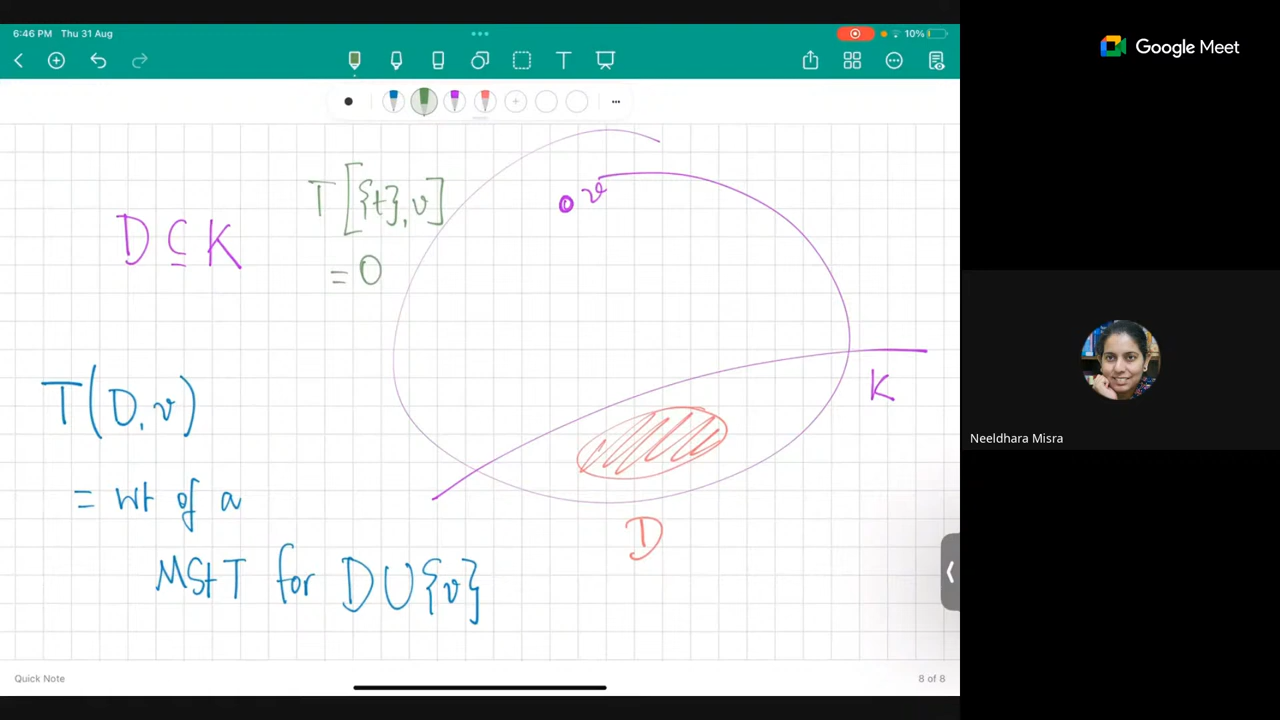 6:46 PM Thu 31 Aug
10%
Google Meet
T[{t},v]
= 0
v
D ⊆ K
K
T(D, v)
= wt of a
MStT for D ∪ {v}
D
Neeldhara Misra
Quick Note
8 of 8